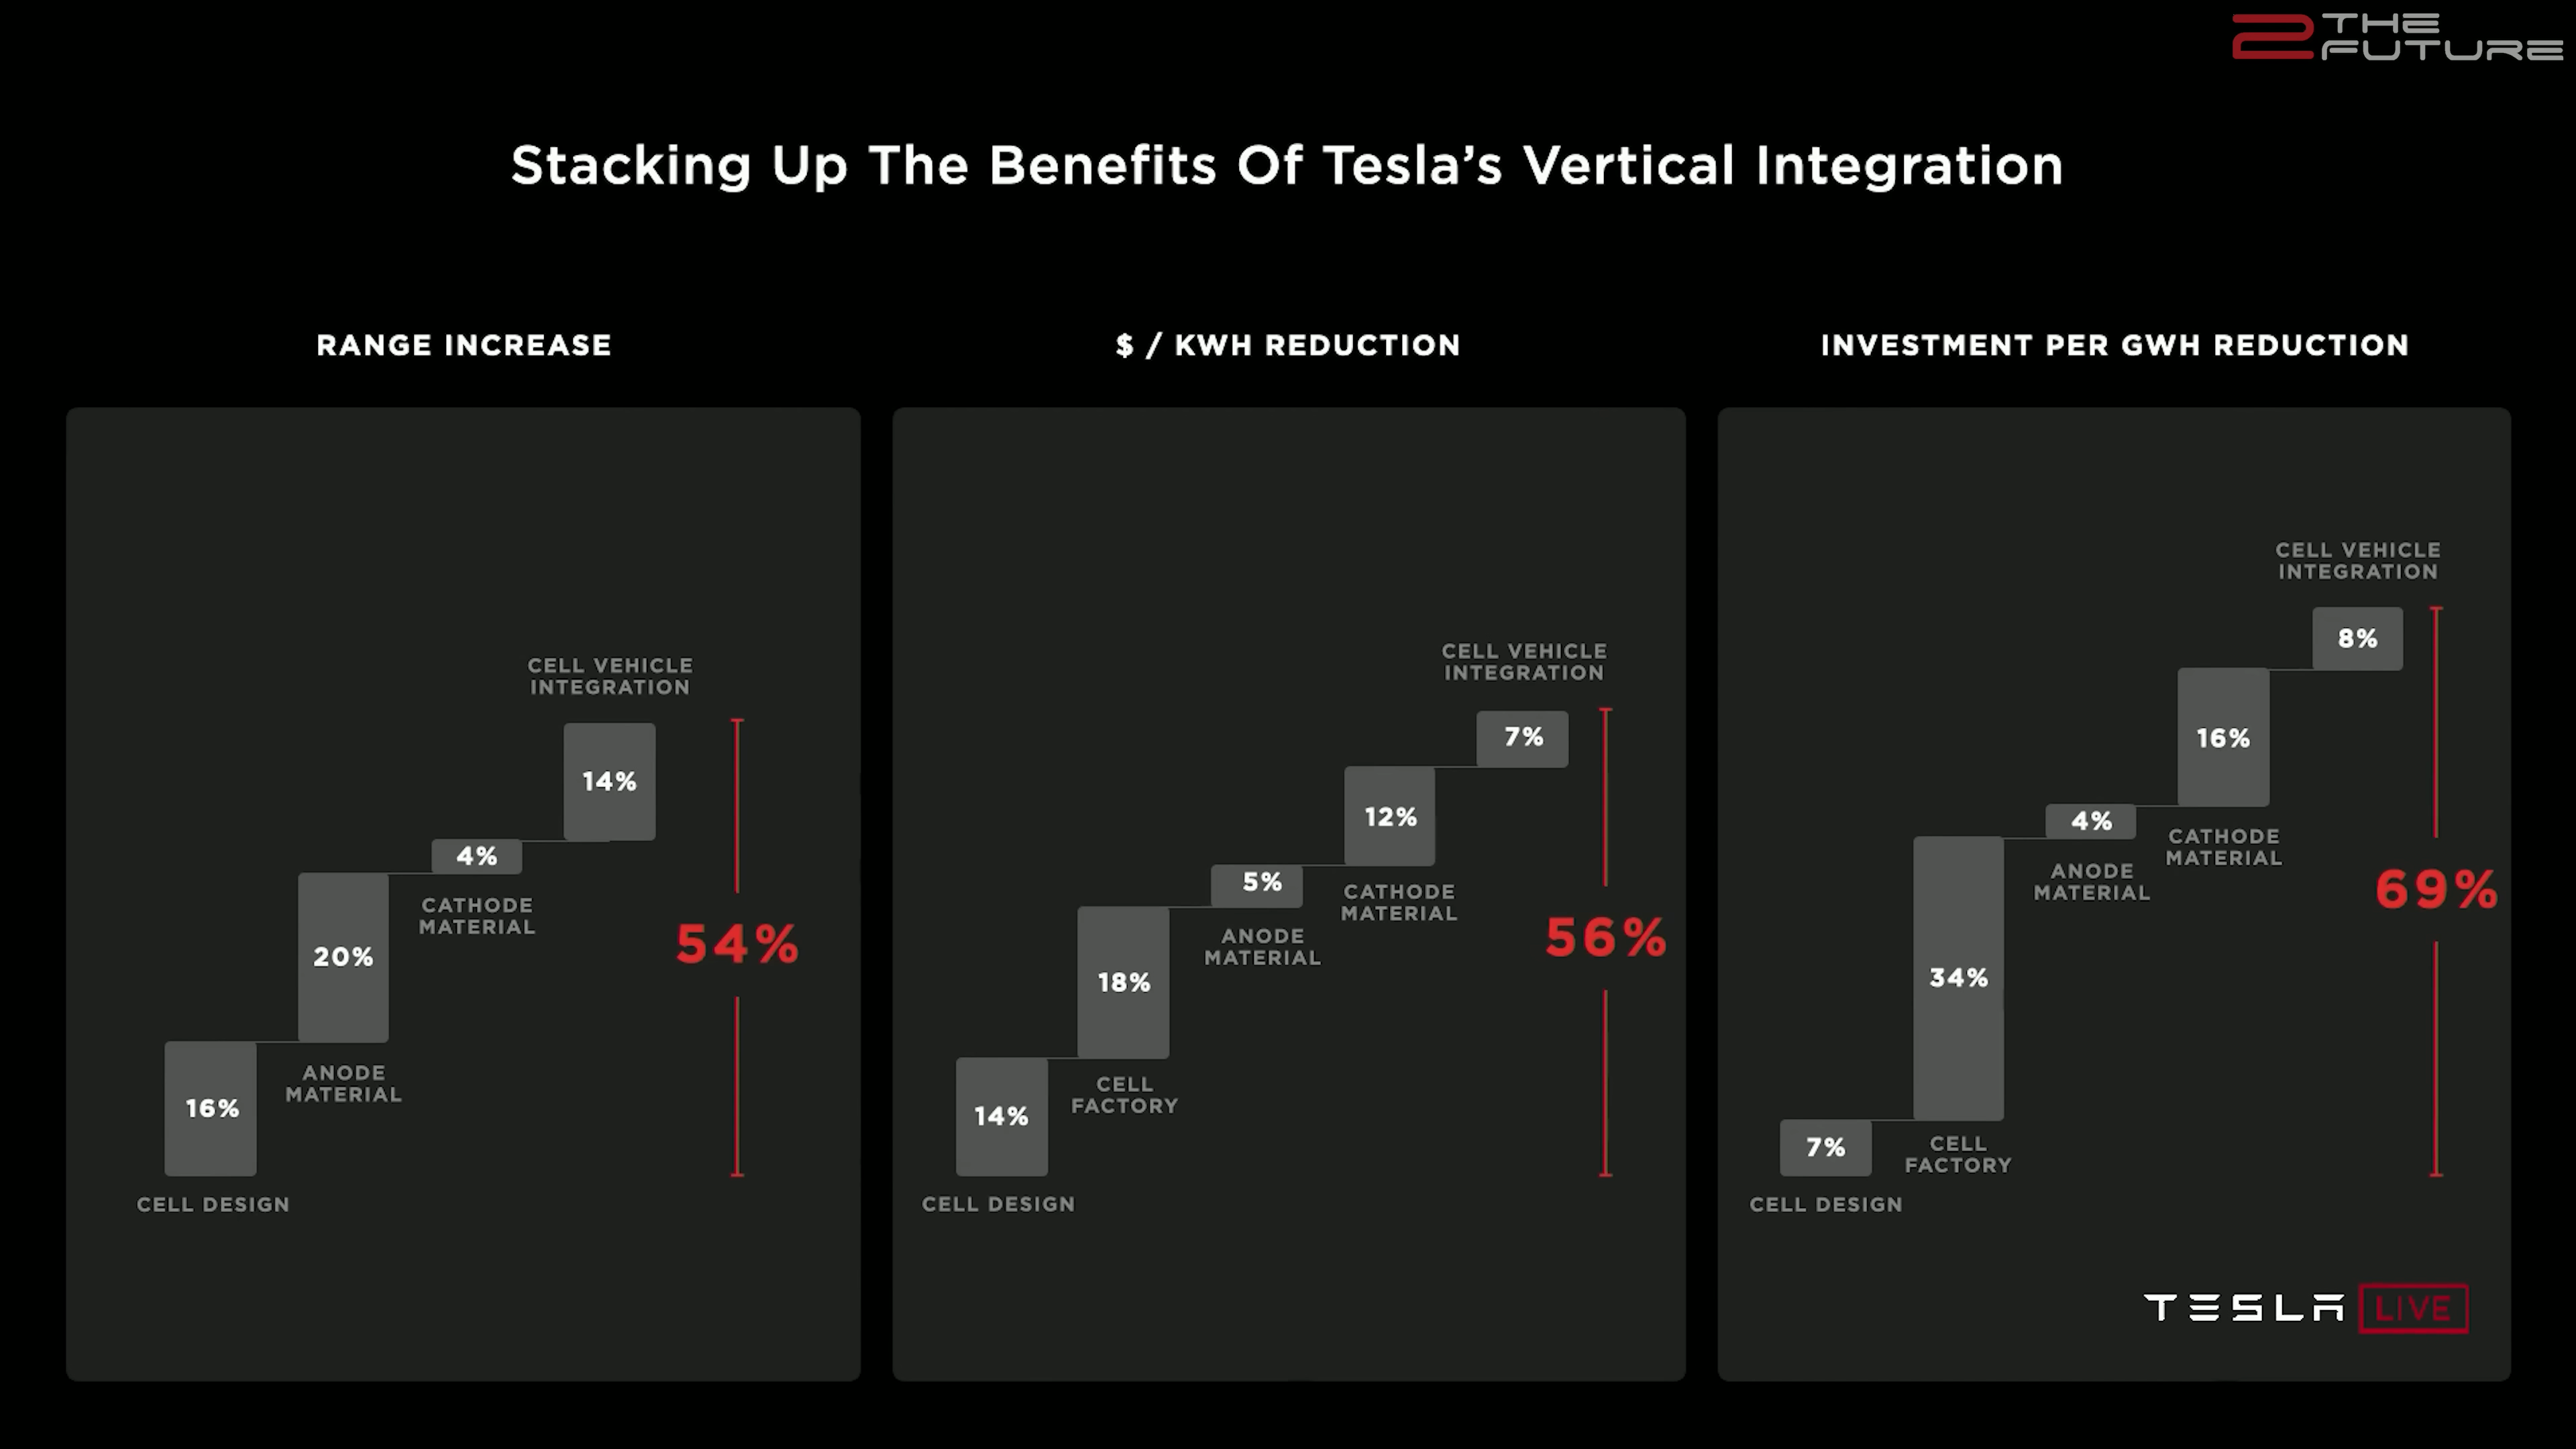 2 THE
FUTURE
Stacking Up The Benefits Of Tesla’s Vertical Integration
RANGE INCREASE
CELL VEHICLE
INTEGRATION
14%
4%
CATHODE
MATERIAL
20%
ANODE
MATERIAL
16%
CELL DESIGN
54%
$ / KWH REDUCTION
CELL VEHICLE
INTEGRATION
7%
12%
CATHODE
MATERIAL
5%
ANODE
MATERIAL
18%
CELL
FACTORY
14%
CELL DESIGN
56%
INVESTMENT PER GWH REDUCTION
CELL VEHICLE
INTEGRATION
8%
16%
CATHODE
MATERIAL
4%
ANODE
MATERIAL
34%
CELL
FACTORY
7%
CELL DESIGN
69%
TESLA LIVE